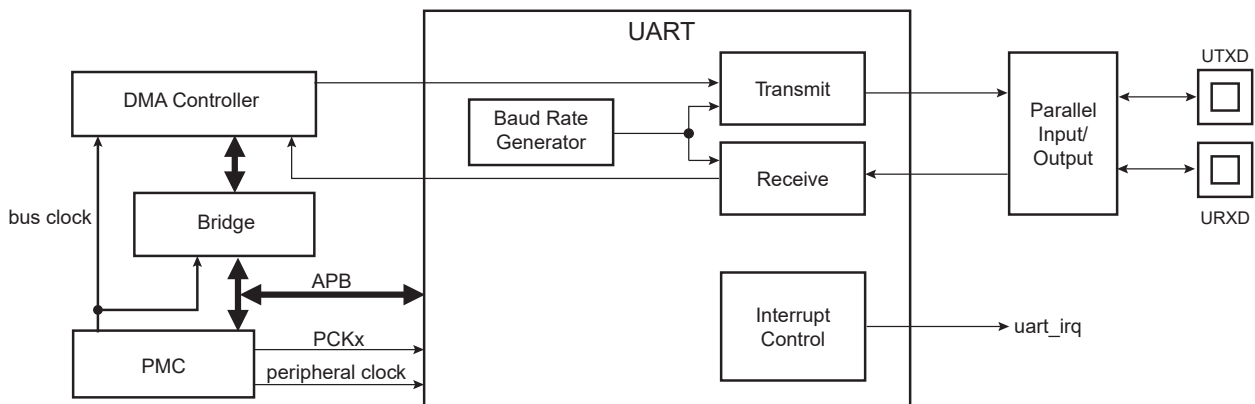 UART
DMA Controller
Baud Rate
Generator
Transmit
Receive
Parallel
Input/
Output
UTXD
URXD
bus clock
Bridge
APB
PMC
PCKx
peripheral clock
Interrupt
Control
uart_irq